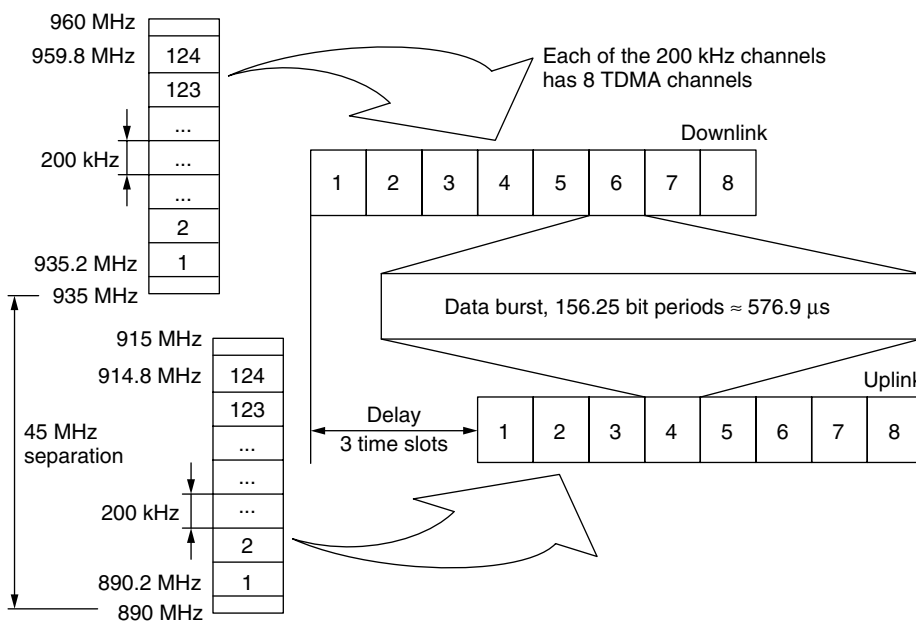 960 MHz
959.8 MHz
124
123
...
200 kHz
...
...
2
935.2 MHz
1
935 MHz
Each of the 200 kHz channels
has 8 TDMA channels
Downlink
1 2 3 4 5 6 7 8
Data burst, 156.25 bit periods ≈ 576.9 μs
45 MHz
separation
915 MHz
914.8 MHz
124
123
...
...
200 kHz
...
2
890.2 MHz
1
890 MHz
Uplink
Delay
3 time slots
1 2 3 4 5 6 7 8